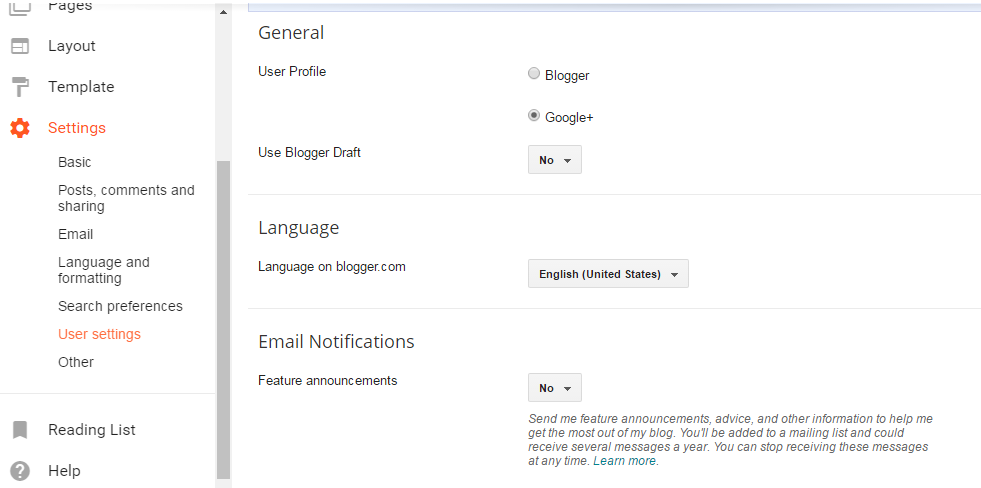 Pages
Layout
Template
Settings
Basic
Posts, comments and
sharing
Email
Language and
formatting
Search preferences
User settings
Other
Reading List
Help
General
User Profile
Blogger
Google+
Use Blogger Draft
No
Language
Language on blogger.com
English (United States)
Email Notifications
Feature announcements
No
Send me feature announcements, advice, and other information to help me
get the most out of my blog. You'll be added to a mailing list and could
receive several messages a year. You can stop receiving these messages
at any time. Learn more.